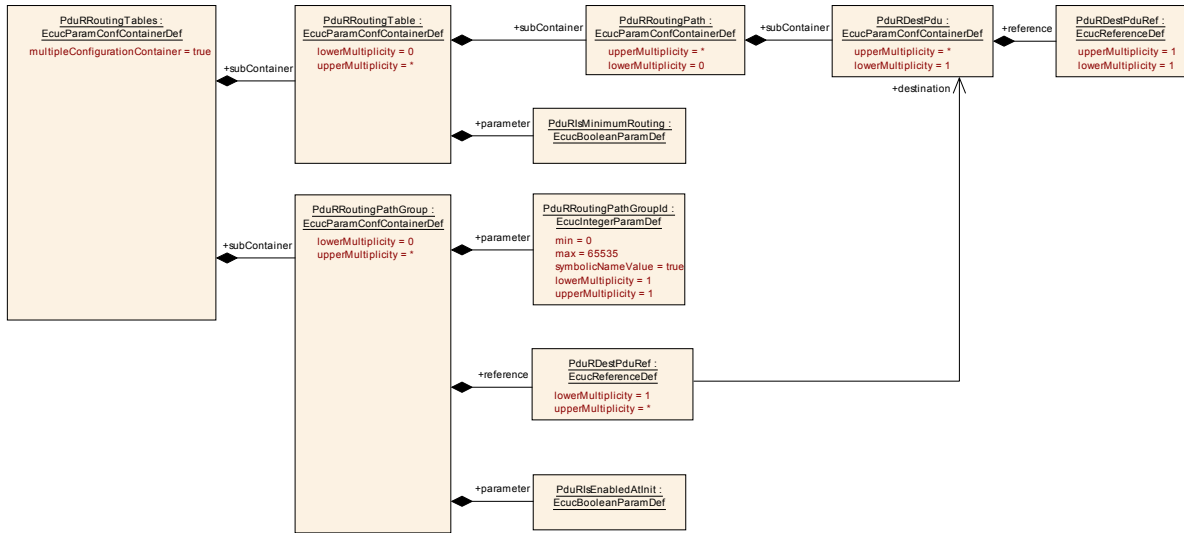 PduRRoutingTables :
EcucParamConfContainerDef
multipleConfigurationContainer = true
+subContainer
PduRRoutingTable :
EcucParamConfContainerDef
lowerMultiplicity = 0
upperMultiplicity = *
+subContainer
PduRRoutingPath :
EcucParamConfContainerDef
upperMultiplicity = *
lowerMultiplicity = 0
+subContainer
PduRDestPdu :
EcucParamConfContainerDef
upperMultiplicity = *
lowerMultiplicity = 1
+reference
PduRDestPduRef :
EcucReferenceDef
upperMultiplicity = 1
lowerMultiplicity = 1
+destination
+parameter
PduRIsMinimumRouting :
EcucBooleanParamDef
+subContainer
PduRRoutingPathGroup :
EcucParamConfContainerDef
lowerMultiplicity = 0
upperMultiplicity = *
+parameter
PduRRoutingPathGroupId :
EcucIntegerParamDef
min = 0
max = 65535
symbolicNameValue = true
lowerMultiplicity = 1
upperMultiplicity = 1
+reference
PduRDestPduRef :
EcucReferenceDef
lowerMultiplicity = 1
upperMultiplicity = *
+parameter
PduRIsEnabledAtInit :
EcucBooleanParamDef